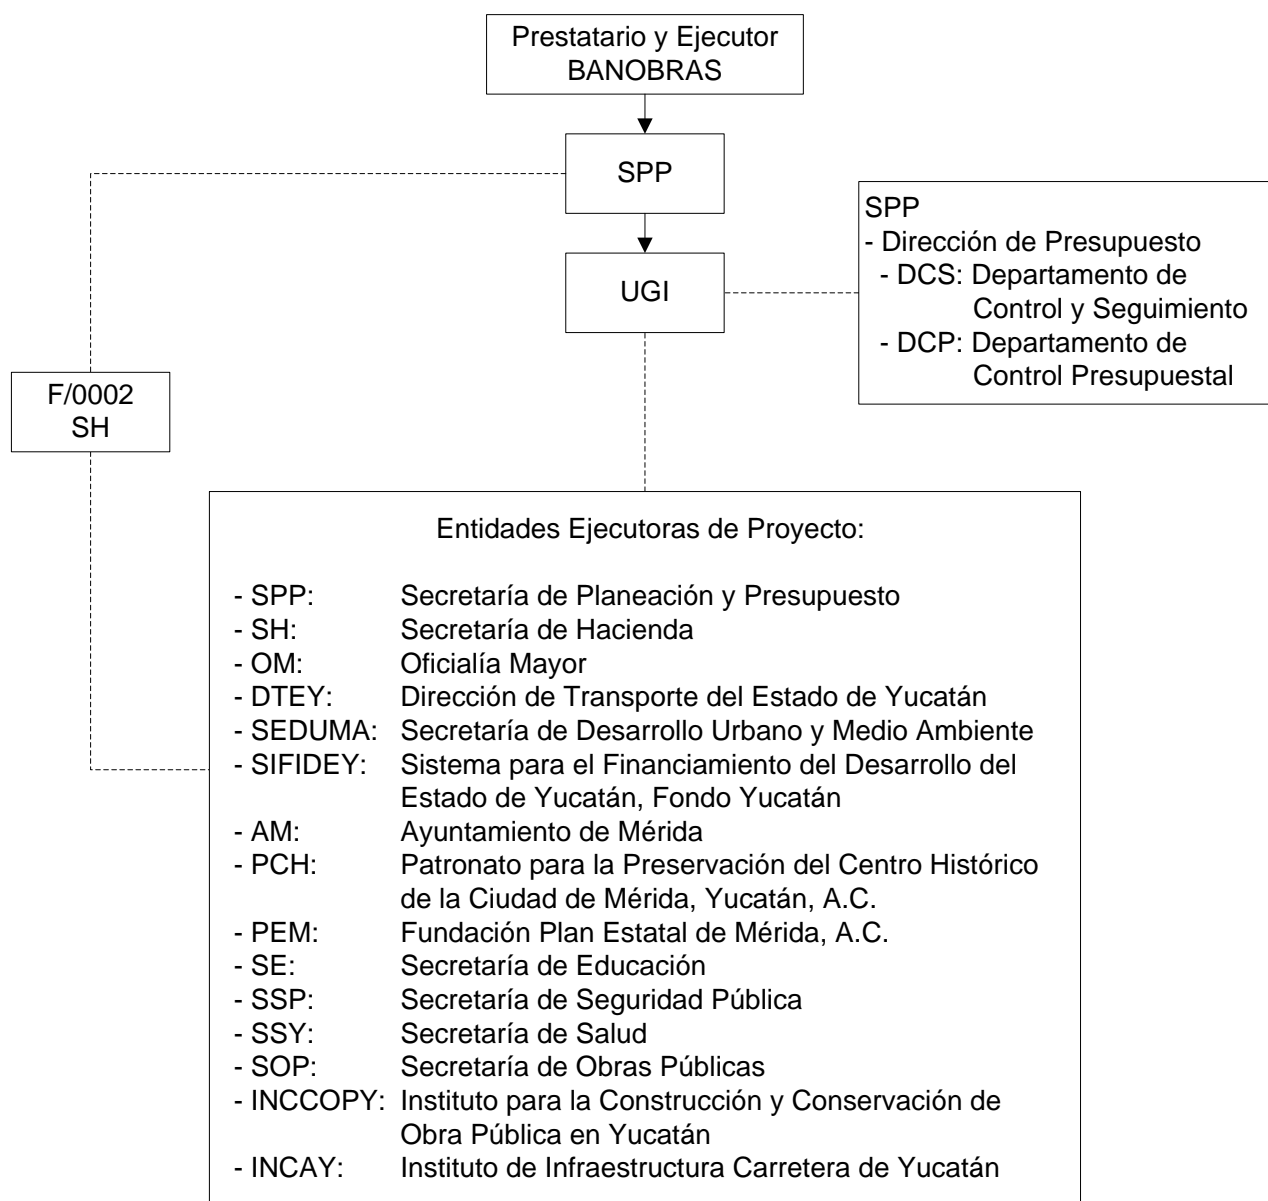 Prestatario y Ejecutor
BANOBRAS
SPP
UGI
SPP
- Dirección de Presupuesto
- DCS: Departamento de
Control y Seguimiento
- DCP: Departamento de
Control Presupuestal
F/0002
SH
Entidades Ejecutoras de Proyecto:
- SPP: Secretaría de Planeación y Presupuesto
- SH: Secretaría de Hacienda
- OM: Oficialía Mayor
- DTEY: Dirección de Transporte del Estado de Yucatán
- SEDUMA: Secretaría de Desarrollo Urbano y Medio Ambiente
- SIFIDEY: Sistema para el Financiamiento del Desarrollo del
Estado de Yucatán, Fondo Yucatán
- AM: Ayuntamiento de Mérida
- PCH: Patronato para la Preservación del Centro Histórico
de la Ciudad de Mérida, Yucatán, A.C.
- PEM: Fundación Plan Estatal de Mérida, A.C.
- SE: Secretaría de Educación
- SSP: Secretaría de Seguridad Pública
- SSY: Secretaría de Salud
- SOP: Secretaría de Obras Públicas
- INCCOPY: Instituto para la Construcción y Conservación de
Obra Pública en Yucatán
- INCAY: Instituto de Infraestructura Carretera de Yucatán